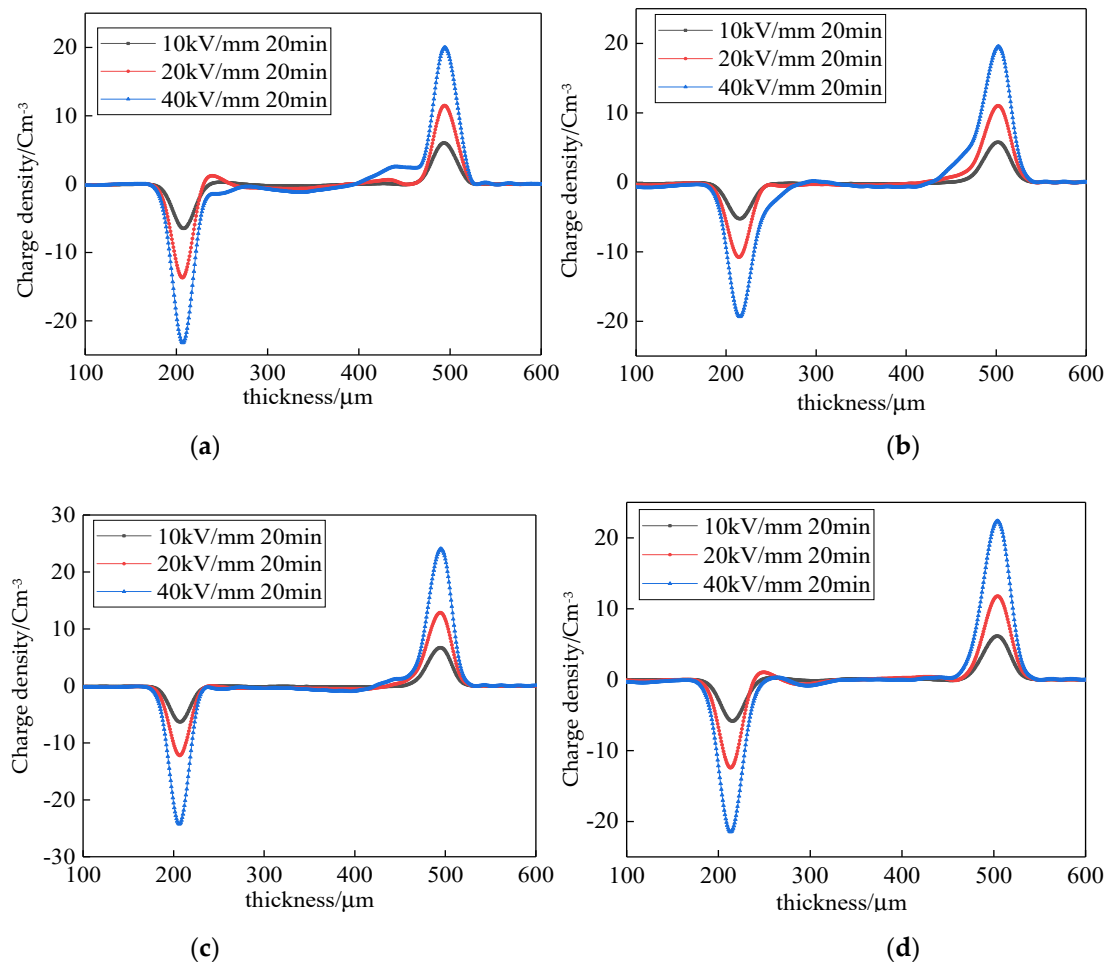 20
10
0
-10
-20
Charge density/Cm-3
10kV/mm 20min
20kV/mm 20min
40kV/mm 20min
100 200 300 400 500 600
thickness/μm
(a)
20
10
0
-10
-20
Charge density/Cm-3
10kV/mm 20min
20kV/mm 20min
40kV/mm 20min
100 200 300 400 500 600
thickness/μm
(b)
30
20
10
0
-10
-20
-30
Charge density/Cm-3
10kV/mm 20min
20kV/mm 20min
40kV/mm 20min
100 200 300 400 500 600
thickness/μm
(c)
20
10
0
-10
-20
Charge density/Cm-3
10kV/mm 20min
20kV/mm 20min
40kV/mm 20min
100 200 300 400 500 600
thickness/μm
(d)